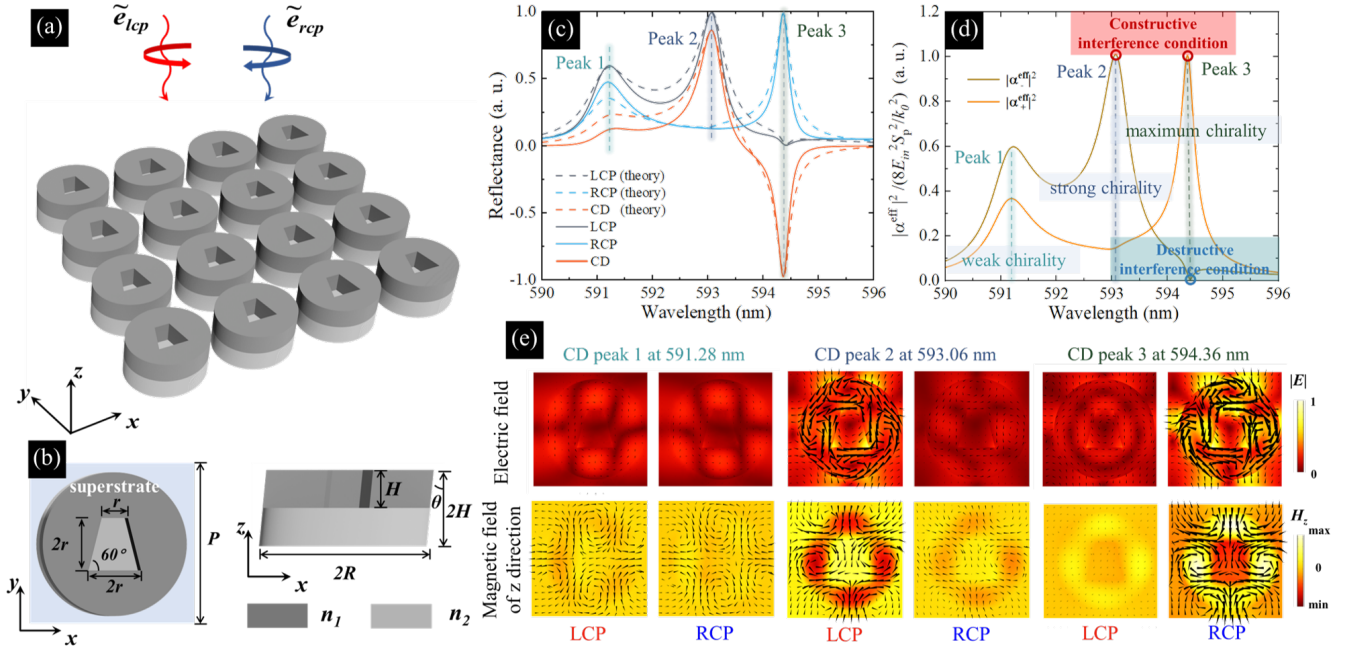 (a)
ẽlcp
ẽrcp
z
y
x
(b)
superstrate
r
2r
60°
2r
P
y
x
H
θ
2H
2R
z
x
n1
n2
(c)
Peak 1
Peak 2
Peak 3
Reflectance (a. u.)
1.0
0.5
0.0
-0.5
-1.0
LCP (theory)
RCP (theory)
CD (theory)
LCP
RCP
CD
590 591 592 593 594 595 596
Wavelength (nm)
(d)
Constructive
interference condition
|αeff|2/(8Ein2Sp2/k02) (a. u.)
1.2
1.0
0.8
0.6
0.4
0.2
0.0
|α-eff|2
|α+eff|2
Peak 2
Peak 3
Peak 1
maximum chirality
strong chirality
weak chirality
Destructive
interference condition
590 591 592 593 594 595 596
Wavelength (nm)
(e)
CD peak 1 at 591.28 nm
CD peak 2 at 593.06 nm
CD peak 3 at 594.36 nm
Electric field
|E|
1
0
Magnetic field
of z direction
Hz
max
0
min
LCP
RCP
LCP
RCP
LCP
RCP